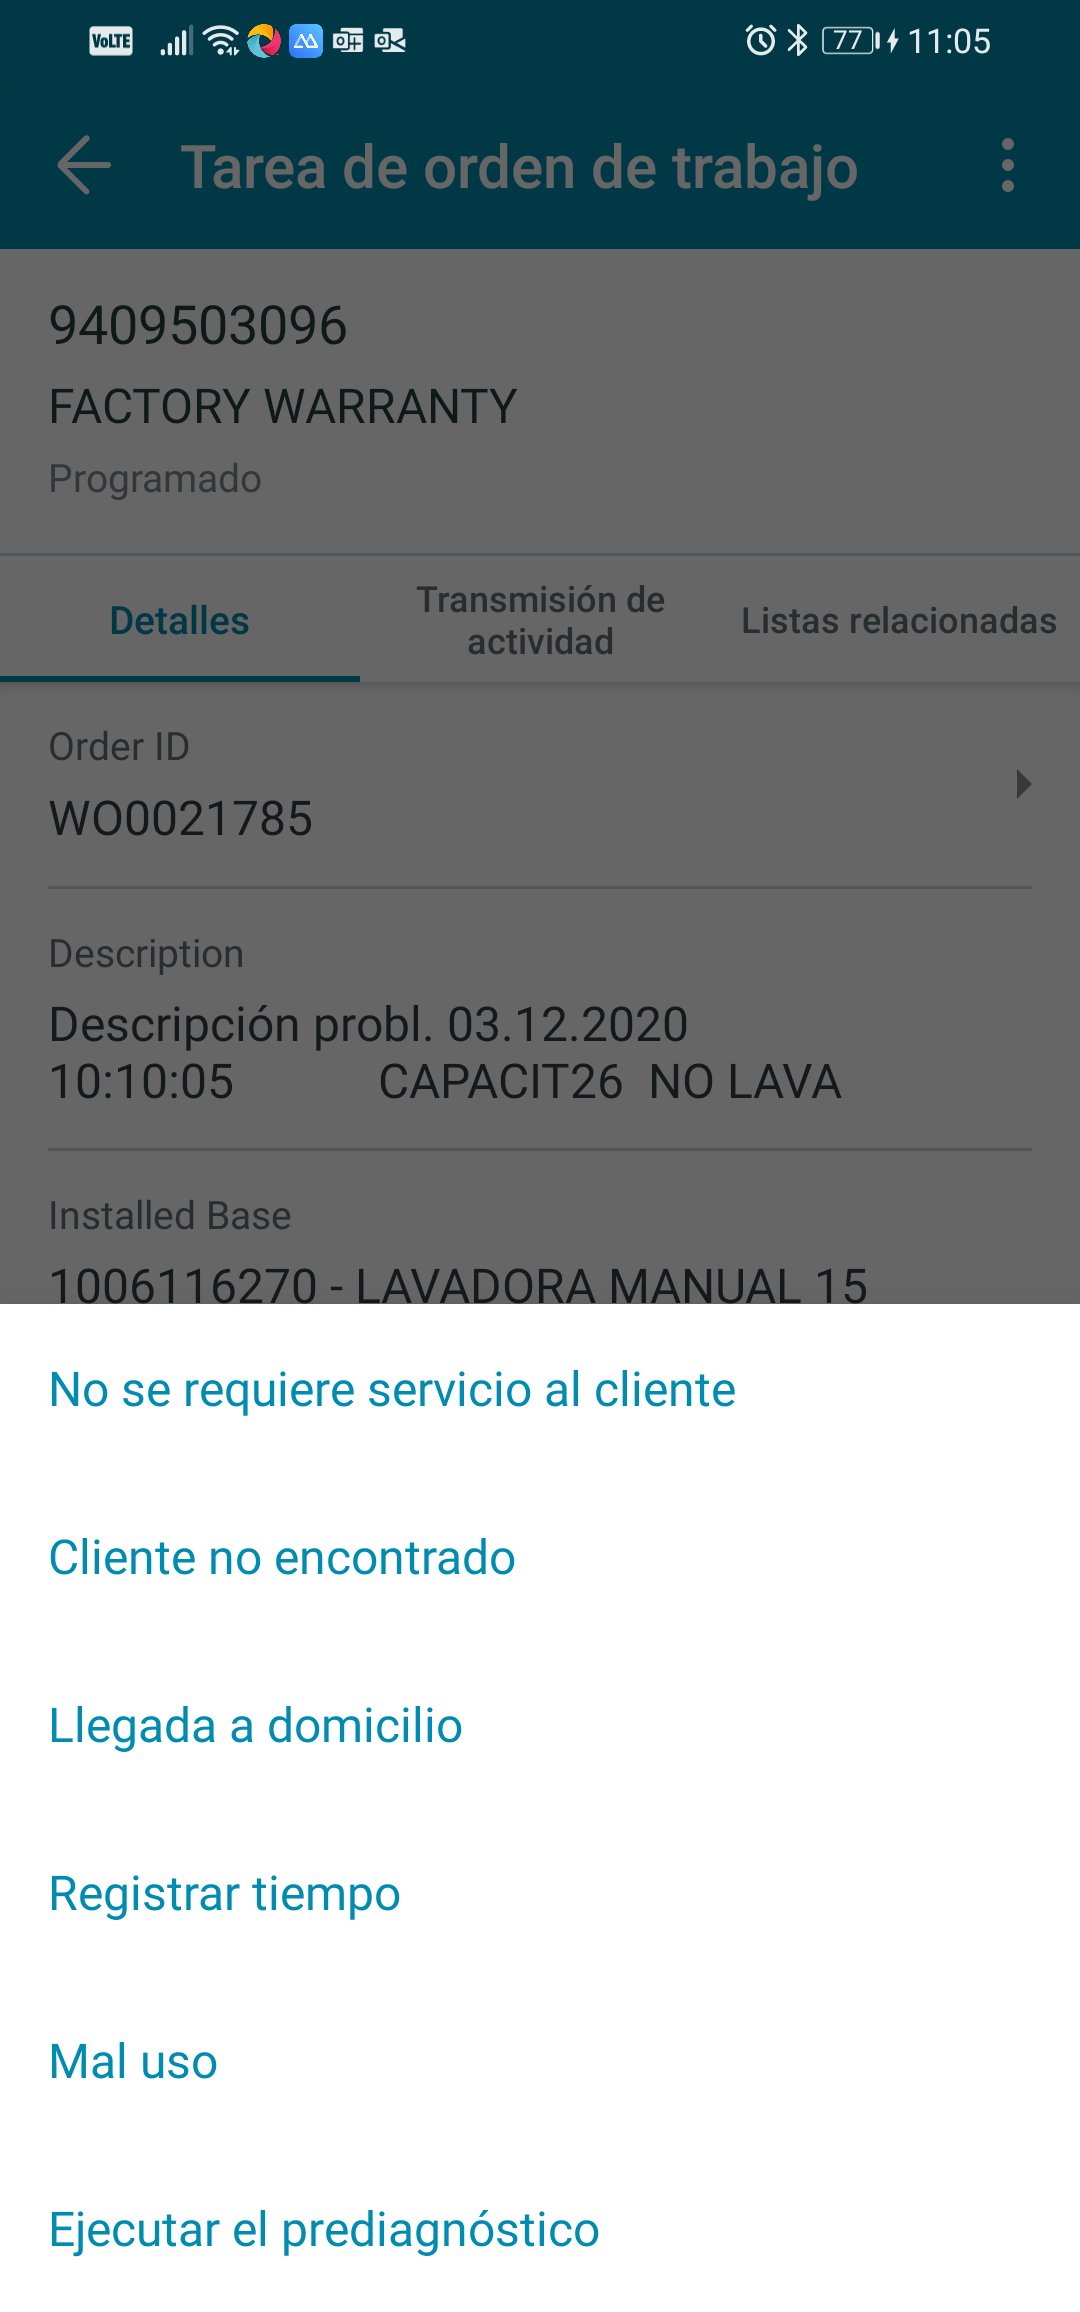 VoLTE 77 11:05
Tarea de orden de trabajo
9409503096
FACTORY WARRANTY
Programado
Detalles
Transmisión de
actividad
Listas relacionadas
Order ID
WO0021785
Description
Descripción probl. 03.12.2020
10:10:05 CAPACIT26 NO LAVA
Installed Base
1006116270 - LAVADORA MANUAL 15
No se requiere servicio al cliente
Cliente no encontrado
Llegada a domicilio
Registrar tiempo
Mal uso
Ejecutar el prediagnóstico